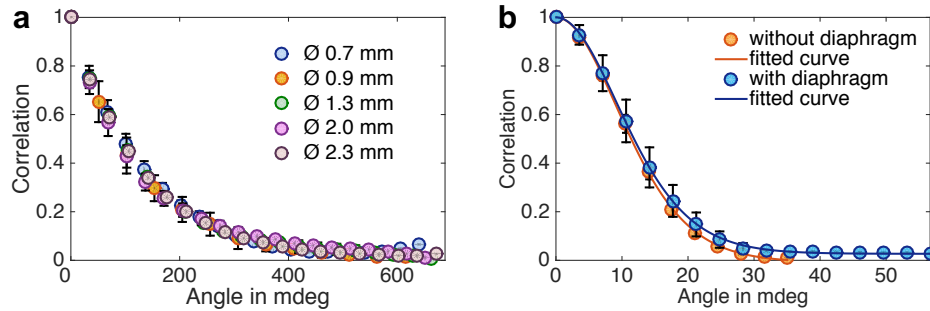 a
Correlation
1
0.8
0.6
0.4
0.2
0
0
200
400
600
Angle in mdeg
Ø 0.7 mm
Ø 0.9 mm
Ø 1.3 mm
Ø 2.0 mm
Ø 2.3 mm
b
Correlation
1
0.8
0.6
0.4
0.2
0
0
10
20
30
40
50
Angle in mdeg
without diaphragm
fitted curve
with diaphragm
fitted curve